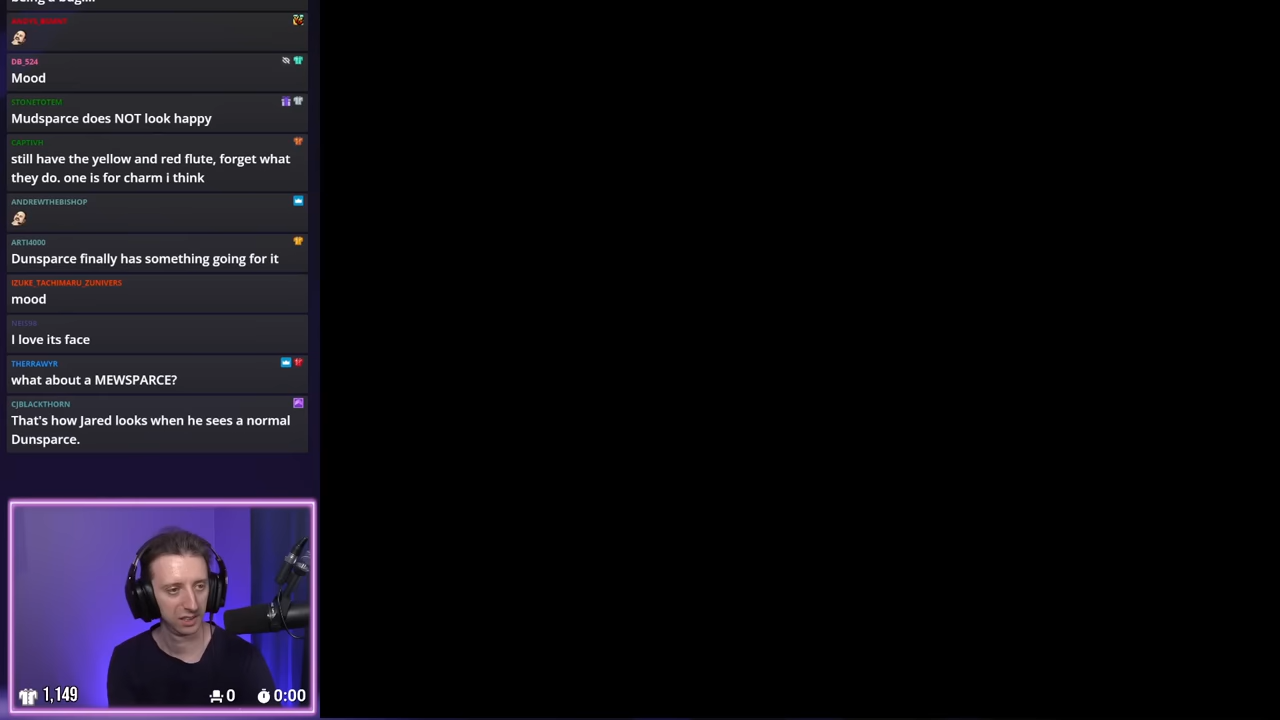 being a bug...
DB_524
Mood
STONETOTEM
Mudsparce does NOT look happy
CAPTIVH
still have the yellow and red flute, forget what
they do. one is for charm i think
ANDREWTHEBISHOP
ARTI4000
Dunsparce finally has something going for it
IZUKE_TACHIMARU_ZUNIVERS
mood
I love its face
THERRAWYR
what about a MEWSPARCE?
CJBLACKTHORN
That's how Jared looks when he sees a normal
Dunsparce.
1,149
0
0:00